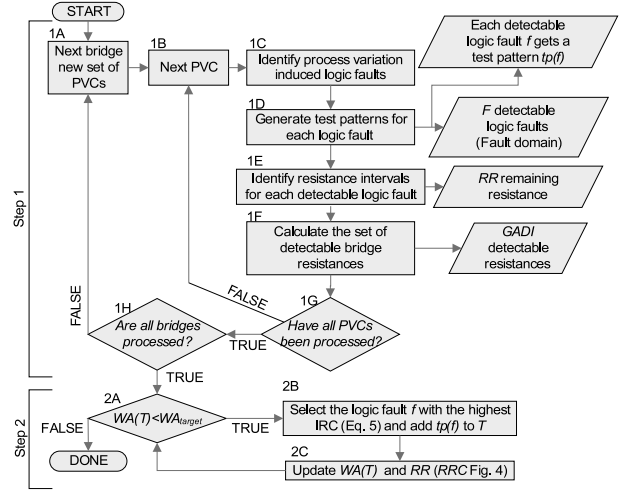 START
1A
Next bridge
new set of
PVCs
1B
Next PVC
1C
Identify process variation
induced logic faults
Each detectable
logic fault f gets a
test pattern tp(f)
1D
Generate test patterns for
each logic fault
F detectable
logic faults
(Fault domain)
1E
Identify resistance intervals
for each detectable logic fault
RR remaining
resistance
1F
Calculate the set of
detectable bridge
resistances
GADI
detectable
resistances
Step 1
FALSE
FALSE
1H
Are all bridges
processed?
TRUE
1G
Have all PVCs
been processed?
TRUE
Step 2
2A
WA(T)<WAtarget
FALSE
TRUE
DONE
2B
Select the logic fault f with the highest
IRC (Eq. 5) and add tp(f) to T
2C
Update WA(T) and RR (RRC Fig. 4)